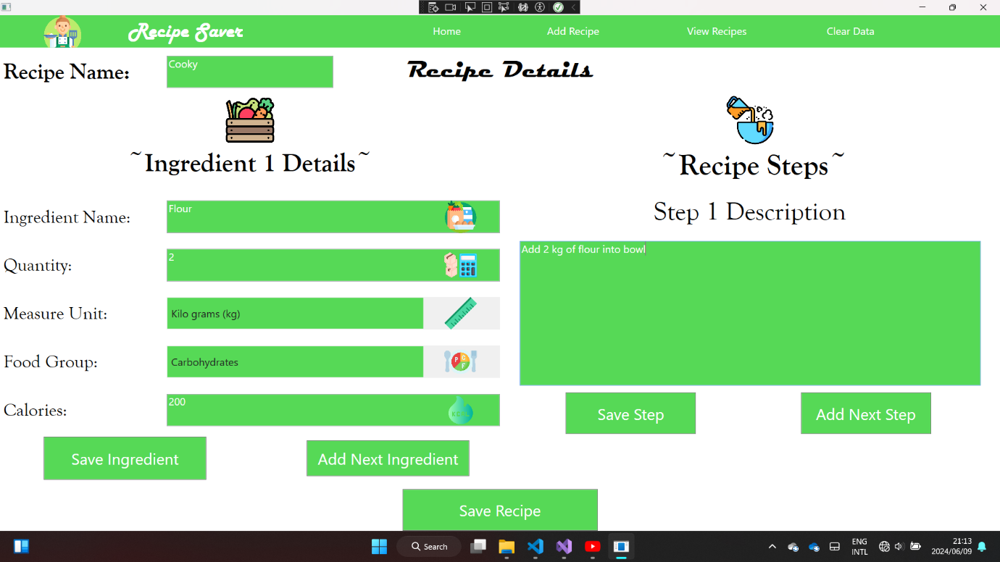 Recipe Saver
Home
Add Recipe
View Recipes
Clear Data
Recipe Name:
Cooky
Recipe Details
~Ingredient 1 Details~
Ingredient Name:
Flour
Quantity:
2
Measure Unit:
Kilo grams (kg)
Food Group:
Carbohydrates
Calories:
200
Save Ingredient
Add Next Ingredient
~Recipe Steps~
Step 1 Description
Add 2 kg of flour into bowl
Save Step
Add Next Step
Save Recipe
Search
ENG
INTL
21:13
2024/06/09